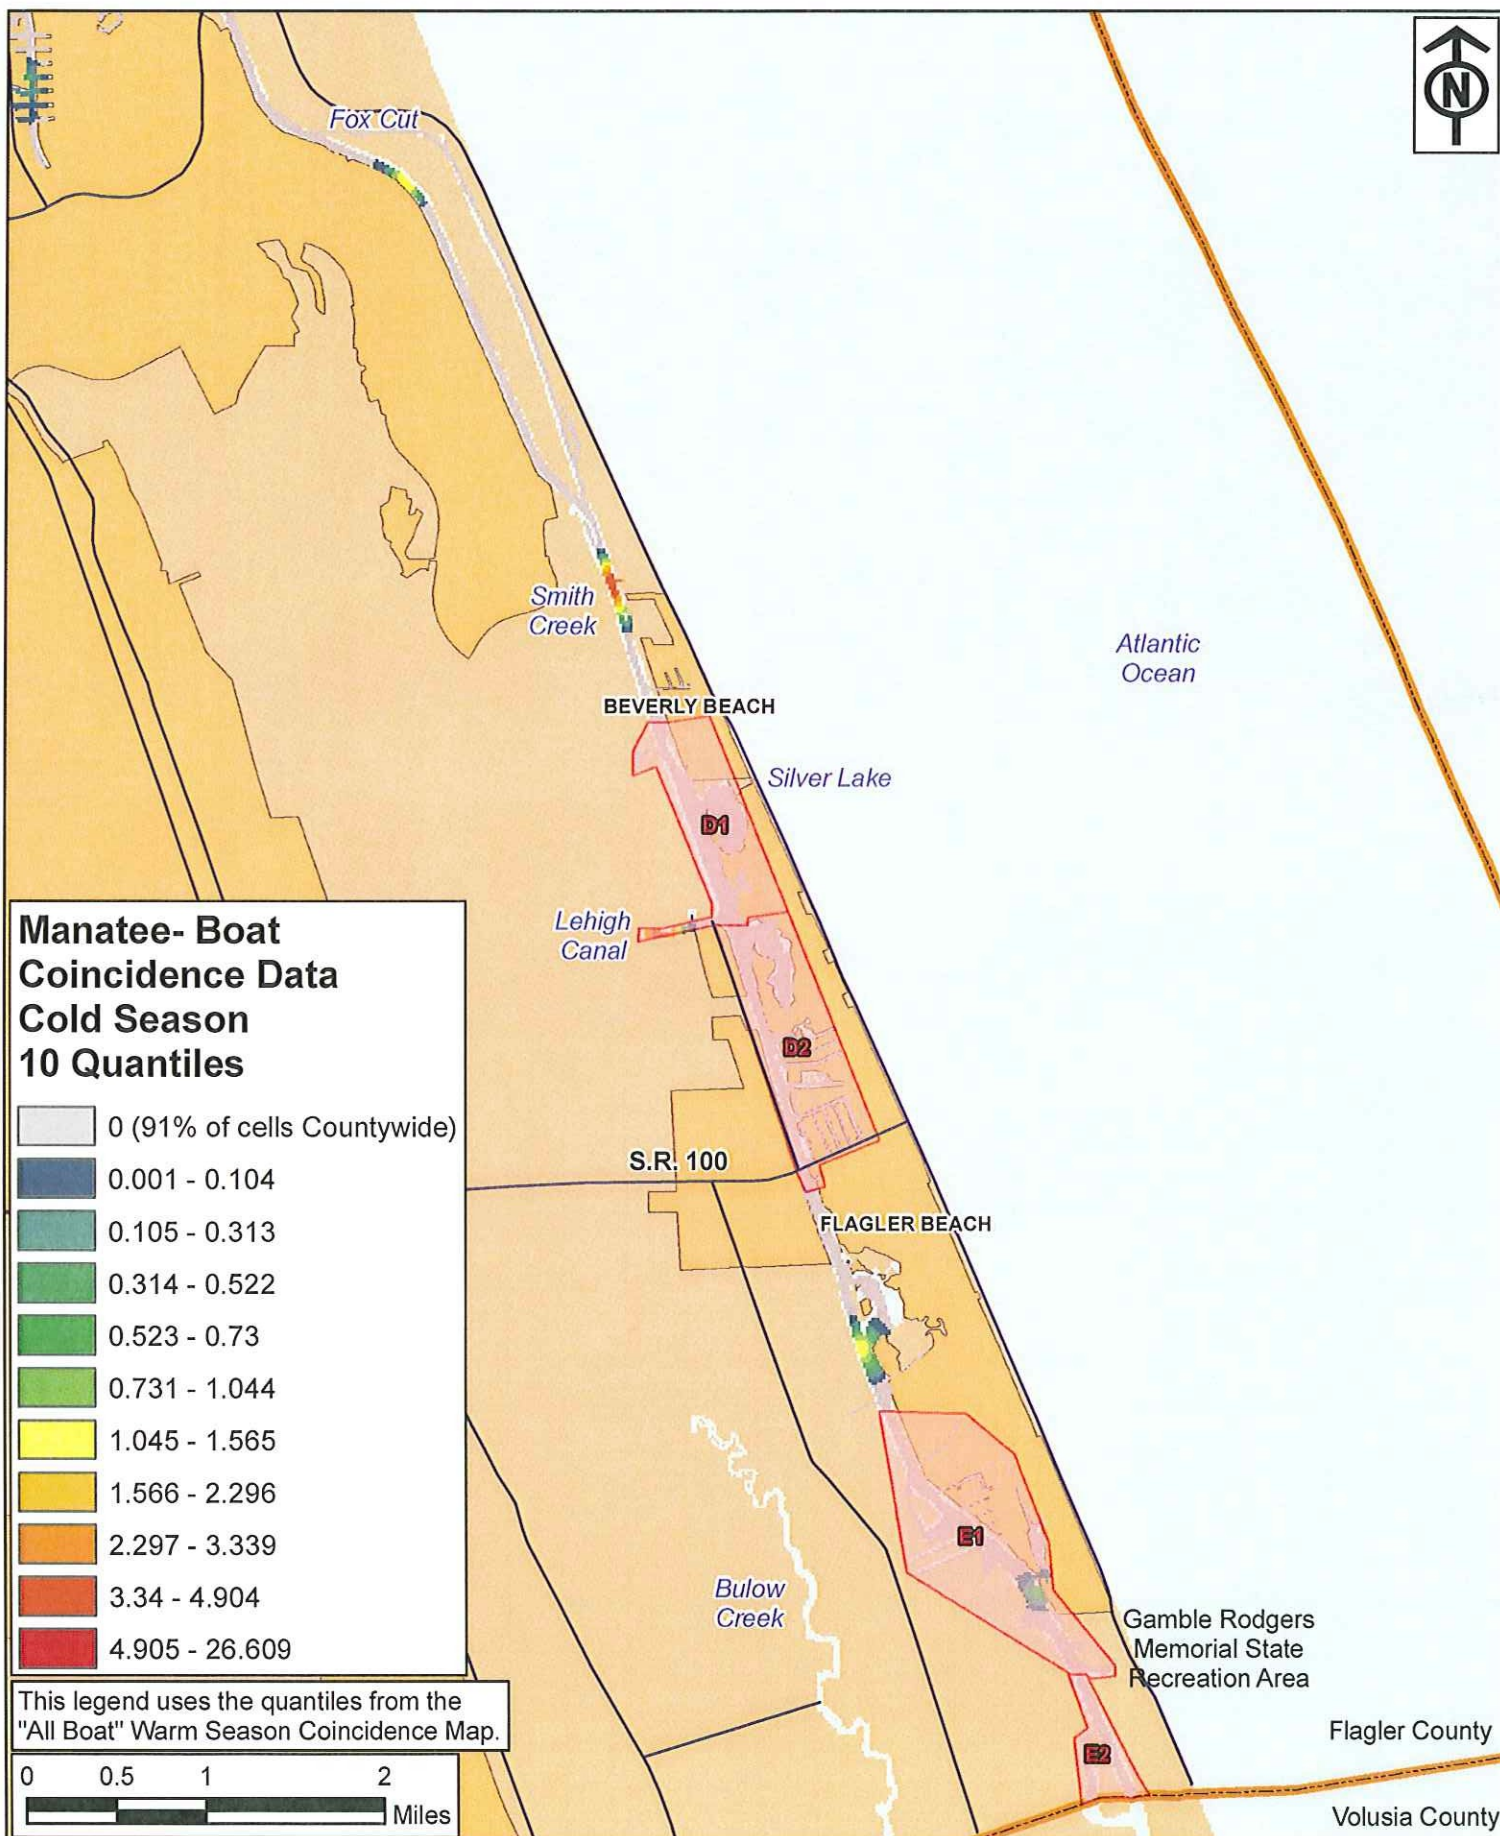 N
Fox Cut
Smith
Creek
Atlantic
Ocean
BEVERLY BEACH
Silver Lake
D1
Lehigh
Canal
D2
S.R. 100
FLAGLER BEACH
E1
Bulow
Creek
Gamble Rodgers
Memorial State
Recreation Area
E2
Flagler County
Volusia County
Manatee- Boat
Coincidence Data
Cold Season
10 Quantiles
0 (91% of cells Countywide)
0.001 - 0.104
0.105 - 0.313
0.314 - 0.522
0.523 - 0.73
0.731 - 1.044
1.045 - 1.565
1.566 - 2.296
2.297 - 3.339
3.34 - 4.904
4.905 - 26.609
This legend uses the quantiles from the
"All Boat" Warm Season Coincidence Map.
0 0.5 1 2
Miles